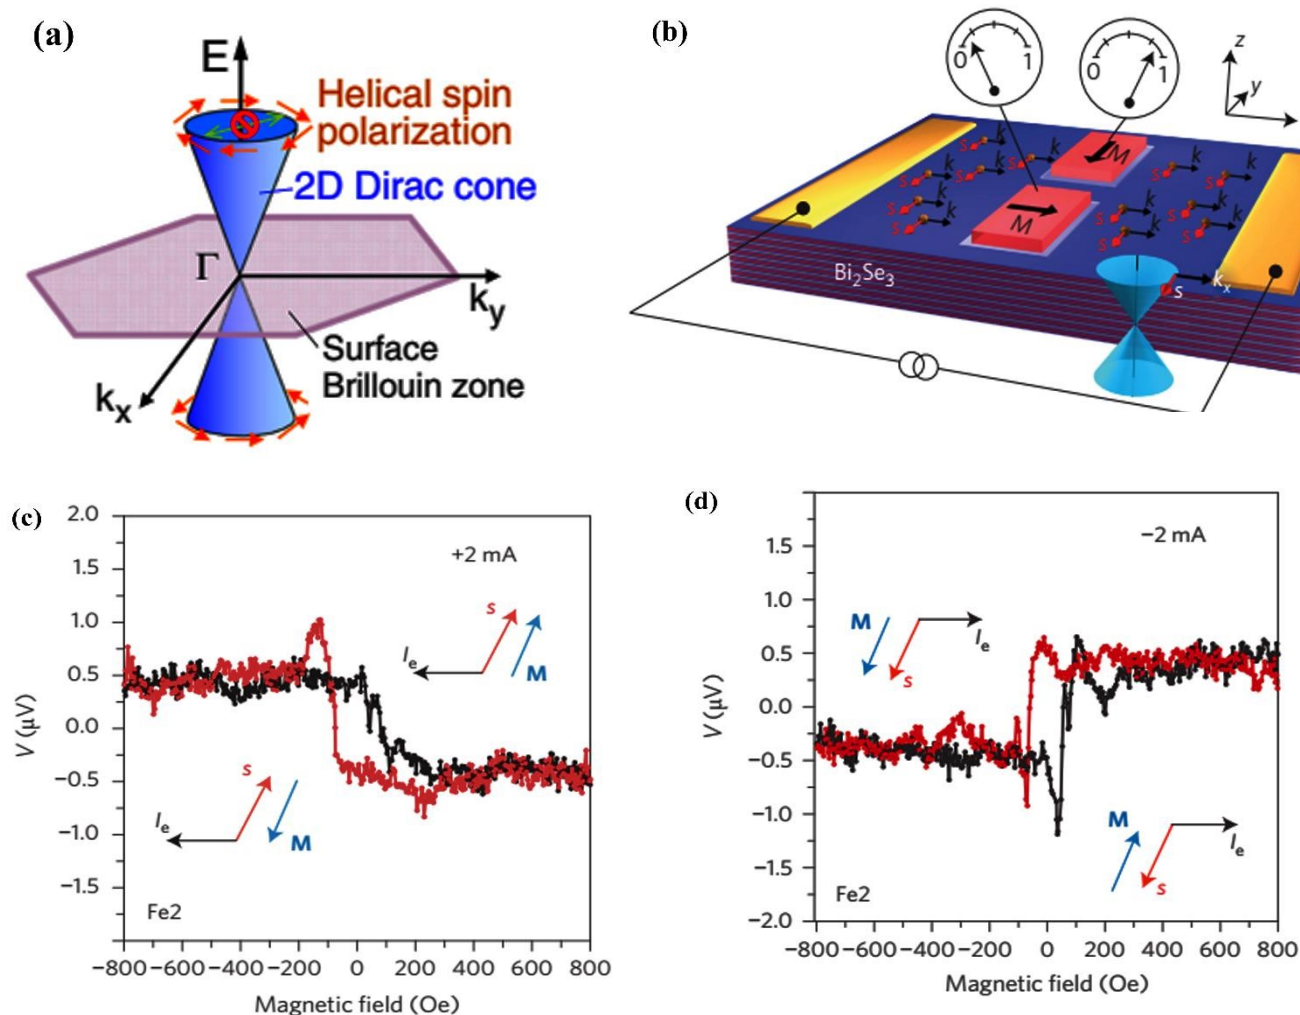 (a)
E
Helical spin
polarization
2D Dirac cone
Γ
k_y
Surface
Brillouin zone
k_x
(b)
0 1
0 1
z
y
M
M
s k
s k
s k
s k
s k
s k
s k
s k
s k
s k
s k
s k
s k
Bi₂Se₃
k_x
s
(c)
2.0
1.5
1.0
0.5
0.0
−0.5
−1.0
−1.5
V (μV)
+2 mA
s
I_e
M
s
I_e
M
Fe2
−800 −600 −400 −200 0 200 400 600 800
Magnetic field (Oe)
(d)
1.5
1.0
0.5
0.0
−0.5
−1.0
−1.5
−2.0
V (μV)
−2 mA
M
s
I_e
M
I_e
s
Fe2
−800 −600 −400 −200 0 200 400 600 800
Magnetic field (Oe)